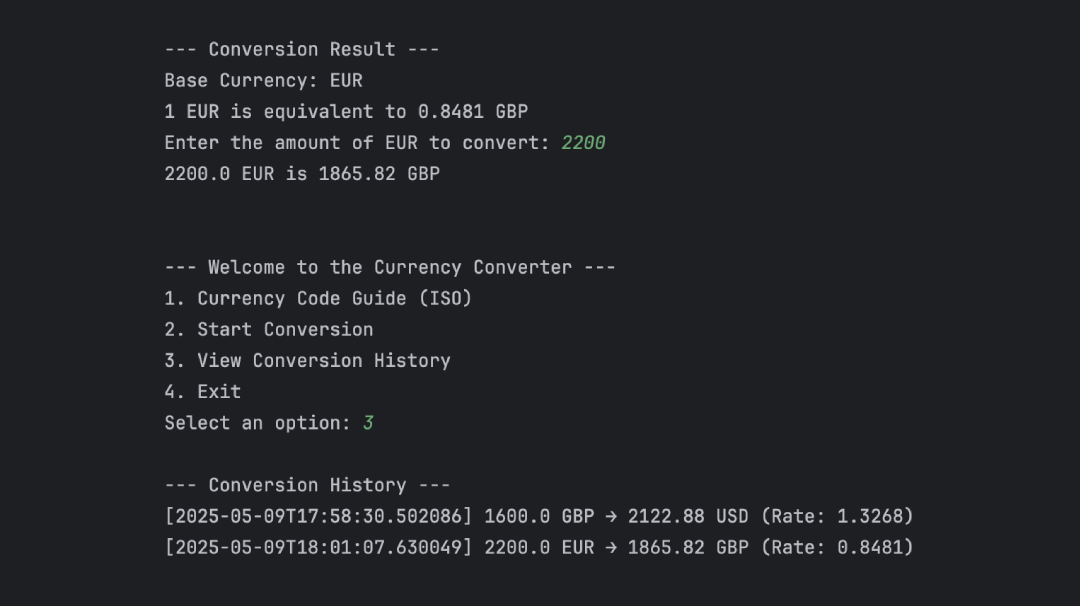 --- Conversion Result ---
Base Currency: EUR
1 EUR is equivalent to 0.8481 GBP
Enter the amount of EUR to convert: 2200
2200.0 EUR is 1865.82 GBP
--- Welcome to the Currency Converter ---
1. Currency Code Guide (ISO)
2. Start Conversion
3. View Conversion History
4. Exit
Select an option: 3
--- Conversion History ---
[2025-05-09T17:58:30.502086] 1600.0 GBP → 2122.88 USD (Rate: 1.3268)
[2025-05-09T18:01:07.630049] 2200.0 EUR → 1865.82 GBP (Rate: 0.8481)